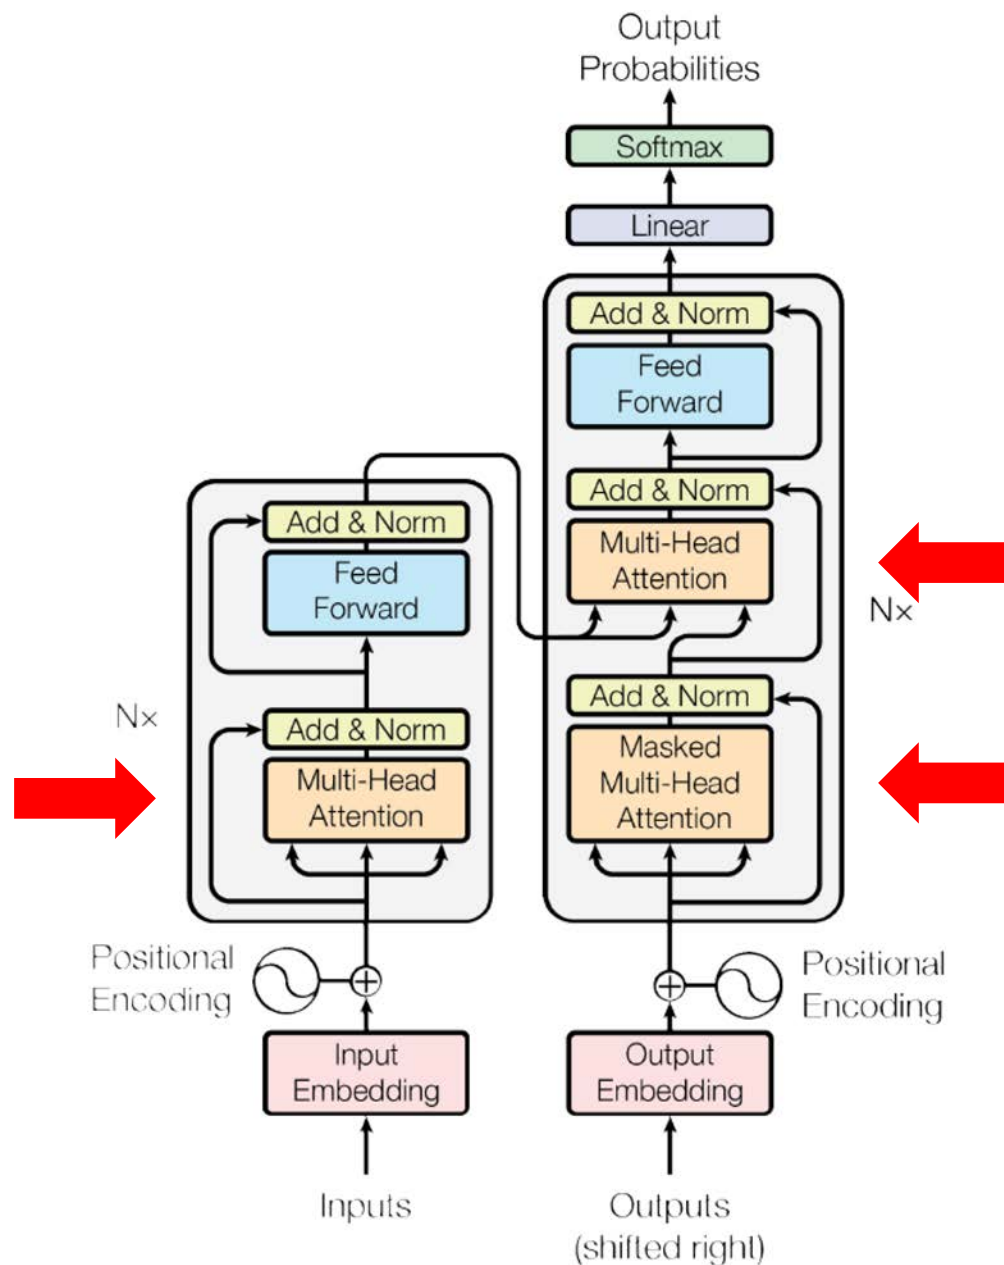 Output
Probabilities
Softmax
Linear
Add & Norm
Feed
Forward
Add & Norm
Multi-Head
Attention
Nx
Add & Norm
Masked
Multi-Head
Attention
Add & Norm
Feed
Forward
Nx
Add & Norm
Multi-Head
Attention
Positional
Encoding
Positional
Encoding
Input
Embedding
Output
Embedding
Inputs
Outputs
(shifted right)